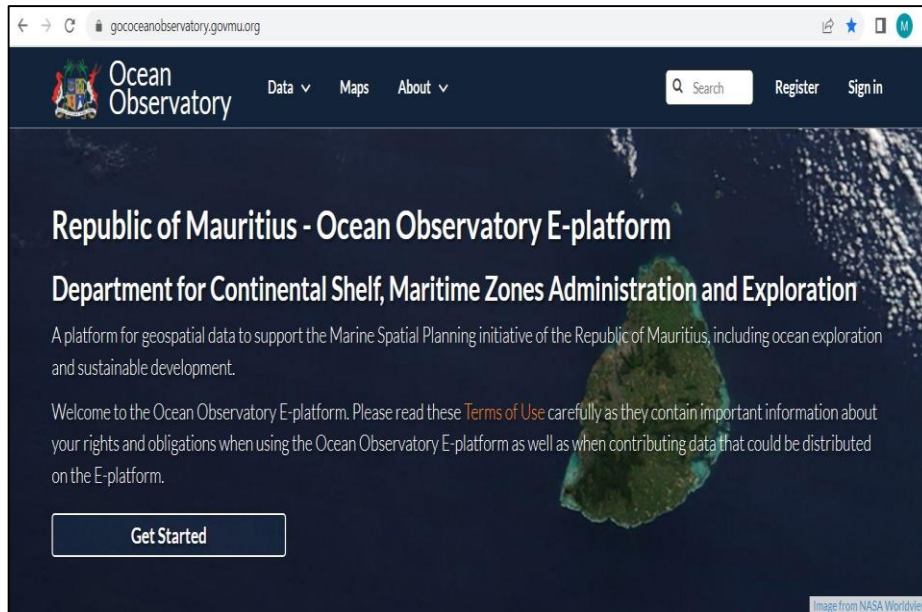 gococeanobservatory.govmu.org
M
Ocean
Observatory
Data
Maps
About
Search
Register
Sign in
Republic of Mauritius - Ocean Observatory E-platform
Department for Continental Shelf, Maritime Zones Administration and Exploration
A platform for geospatial data to support the Marine Spatial Planning initiative of the Republic of Mauritius, including ocean exploration
and sustainable development.
Welcome to the Ocean Observatory E-platform. Please read these Terms of Use carefully as they contain important information about
your rights and obligations when using the Ocean Observatory E-platform as well as when contributing data that could be distributed
on the E-platform.
Get Started
Image from NASA Worldvie